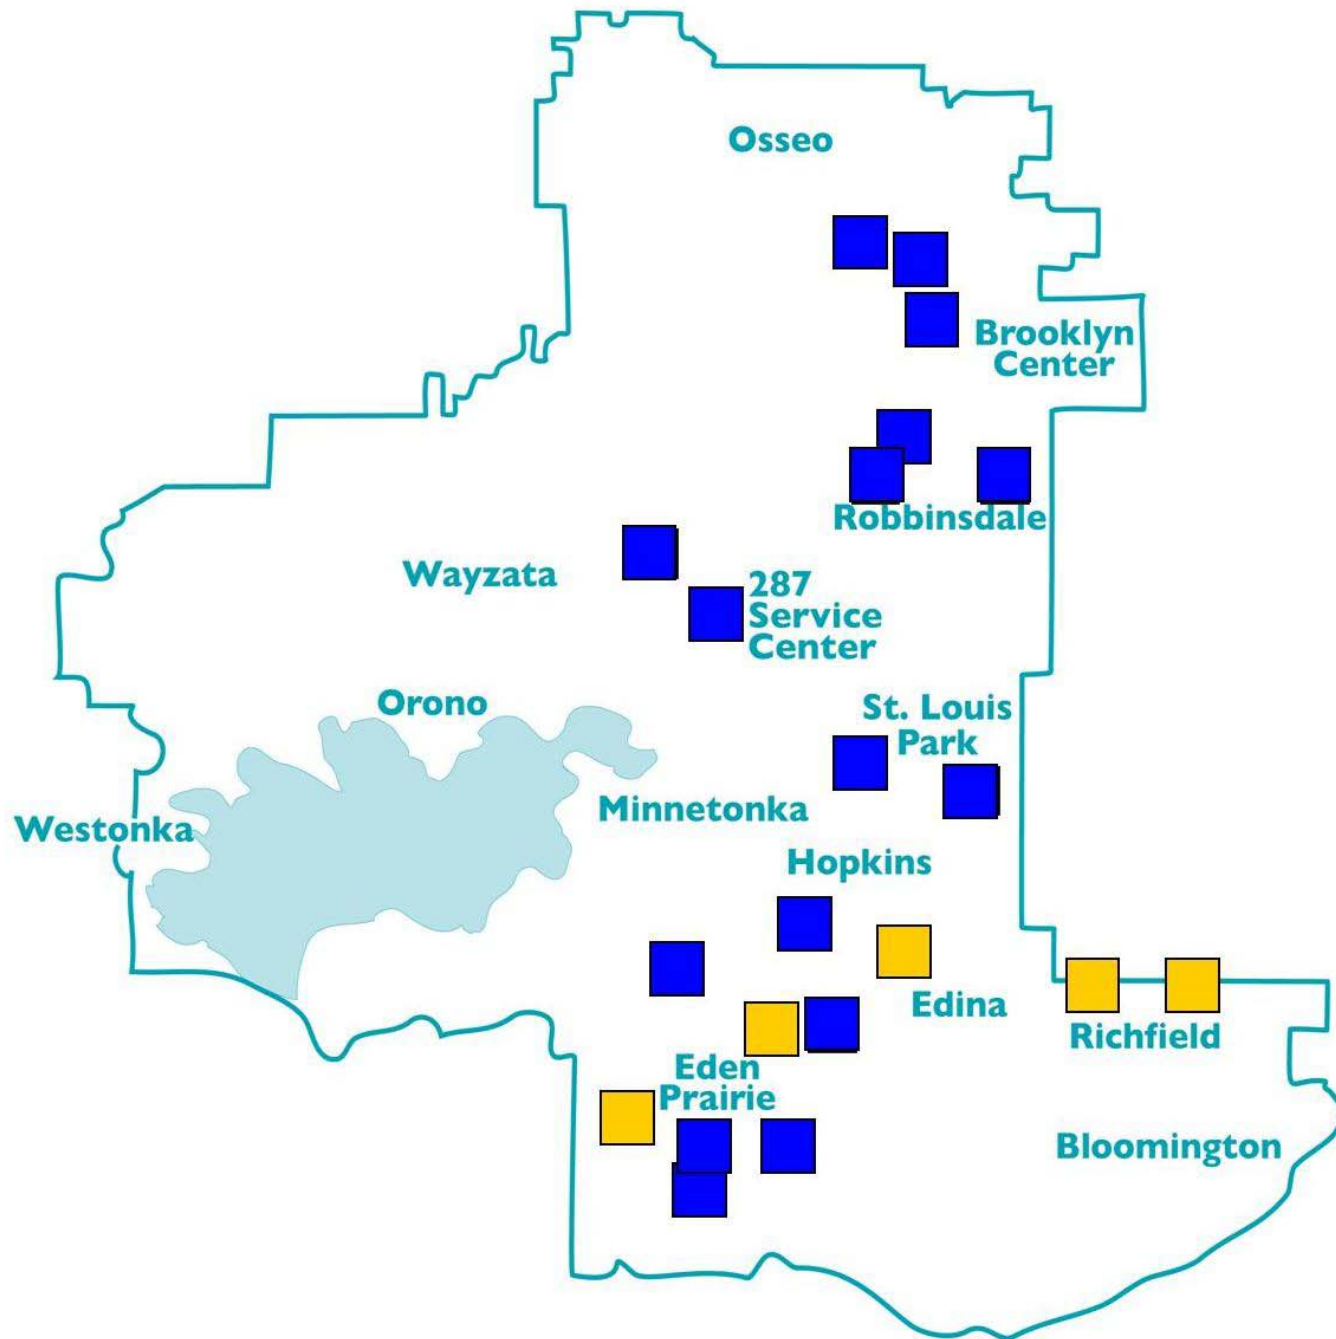 Osseo
Brooklyn
Center
Robbinsdale
Wayzata
287
Service
Center
Orono
St. Louis
Park
Minnetonka
Westonka
Hopkins
Edina
Richfield
Eden
Prairie
Bloomington